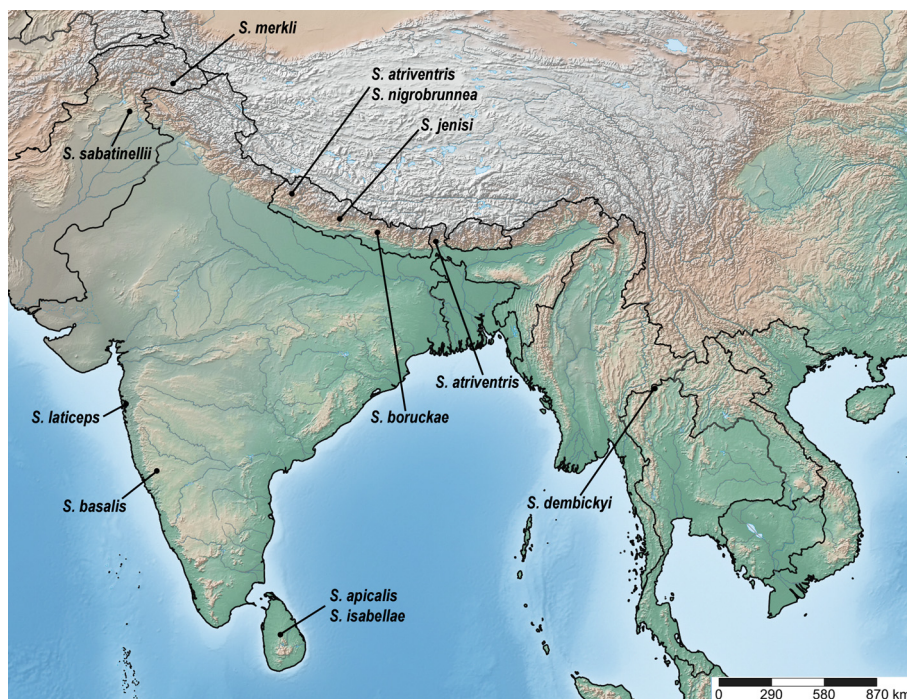 S. merkli
S. atriventris
S. nigrobrunnea
S. jenisi
S. sabatinellii
S. atriventris
S. laticeps
S. boruckae
S. basalis
S. dembickyi
S. apicalis
S. isabellae
0 290 580 870 km